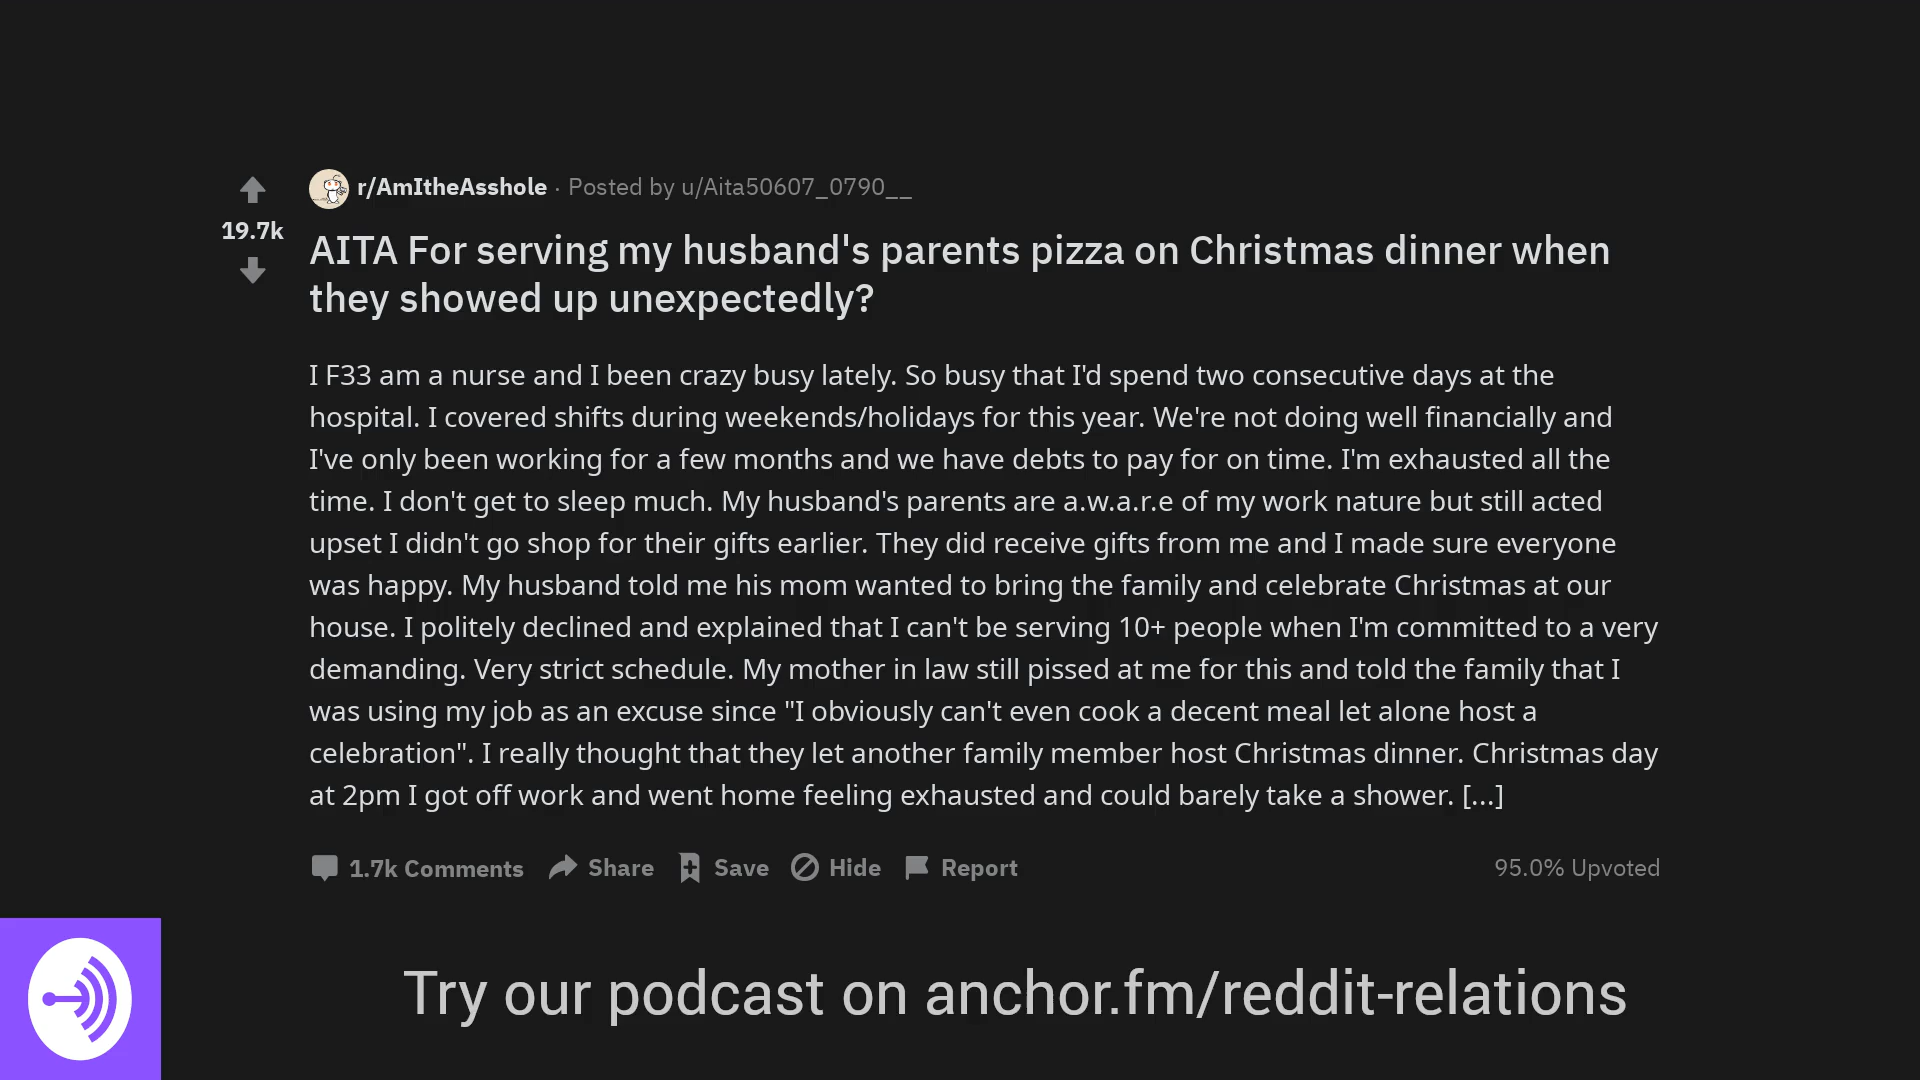 r/AmItheAsshole · Posted by u/Aita50607_0790__
19.7k
AITA For serving my husband's parents pizza on Christmas dinner when
they showed up unexpectedly?
I F33 am a nurse and I been crazy busy lately. So busy that I'd spend two consecutive days at the
hospital. I covered shifts during weekends/holidays for this year. We're not doing well financially and
I've only been working for a few months and we have debts to pay for on time. I'm exhausted all the
time. I don't get to sleep much. My husband's parents are a.w.a.r.e of my work nature but still acted
upset I didn't go shop for their gifts earlier. They did receive gifts from me and I made sure everyone
was happy. My husband told me his mom wanted to bring the family and celebrate Christmas at our
house. I politely declined and explained that I can't be serving 10+ people when I'm committed to a very
demanding. Very strict schedule. My mother in law still pissed at me for this and told the family that I
was using my job as an excuse since "I obviously can't even cook a decent meal let alone host a
celebration". I really thought that they let another family member host Christmas dinner. Christmas day
at 2pm I got off work and went home feeling exhausted and could barely take a shower. [...]
1.7k Comments Share Save Hide Report 95.0% Upvoted
Try our podcast on anchor.fm/reddit-relations